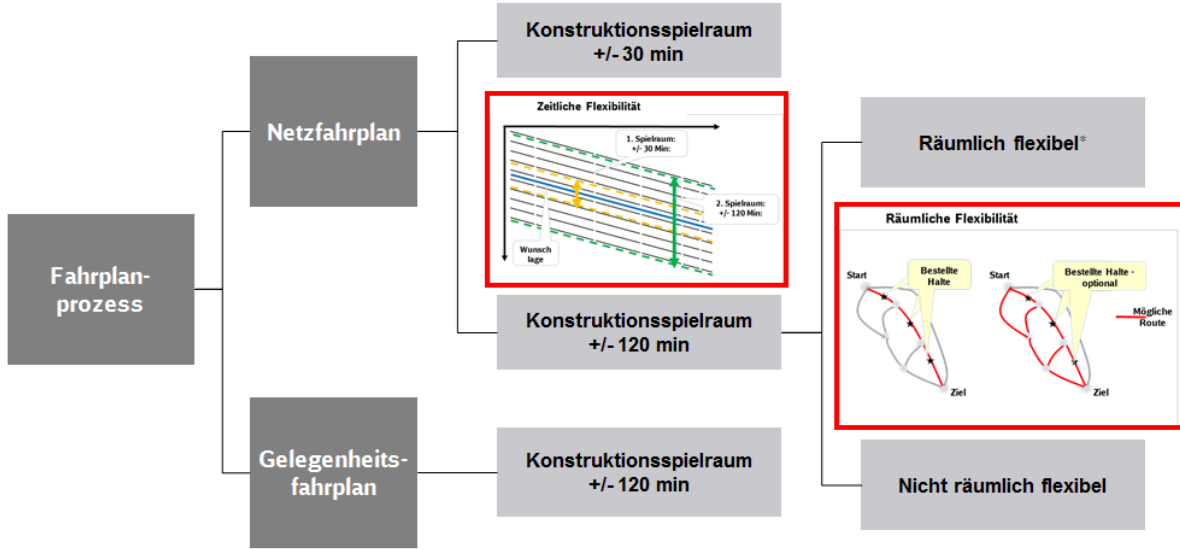 Fahrplan-
prozess
Netzfahrplan
Gelegenheits-
fahrplan
Konstruktionsspielraum
+/- 30 min
Zeitliche Flexibilität
1. Spielraum:
+/- 30 Min:
2. Spielraum:
+/- 120 Min:
Wunsch
lage
Konstruktionsspielraum
+/- 120 min
Konstruktionsspielraum
+/- 120 min
Räumlich flexibel*
Räumliche Flexibilität
Start
Bestellte
Halte
Ziel
Start
Bestellte Halte -
optional
Mögliche
Route
Ziel
Nicht räumlich flexibel